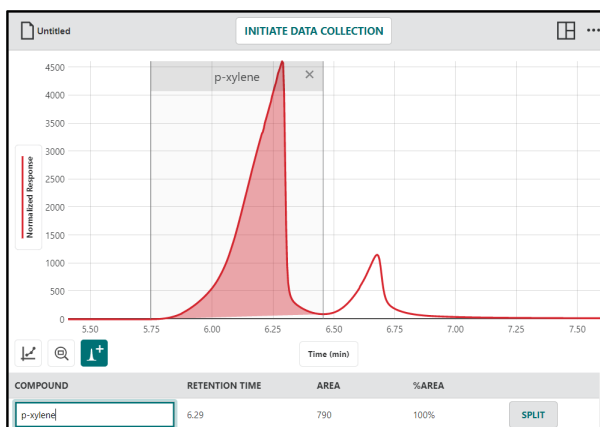 Untitled
INITIATE DATA COLLECTION
p-xylene
4500
4000
3500
3000
2500
2000
1500
1000
500
0
Normalized Response
5.50 5.75 6.00 6.25 6.50 6.75 7.00 7.25 7.50
Time (min)
COMPOUND RETENTION TIME AREA %AREA
p-xylene 6.29 790 100% SPLIT